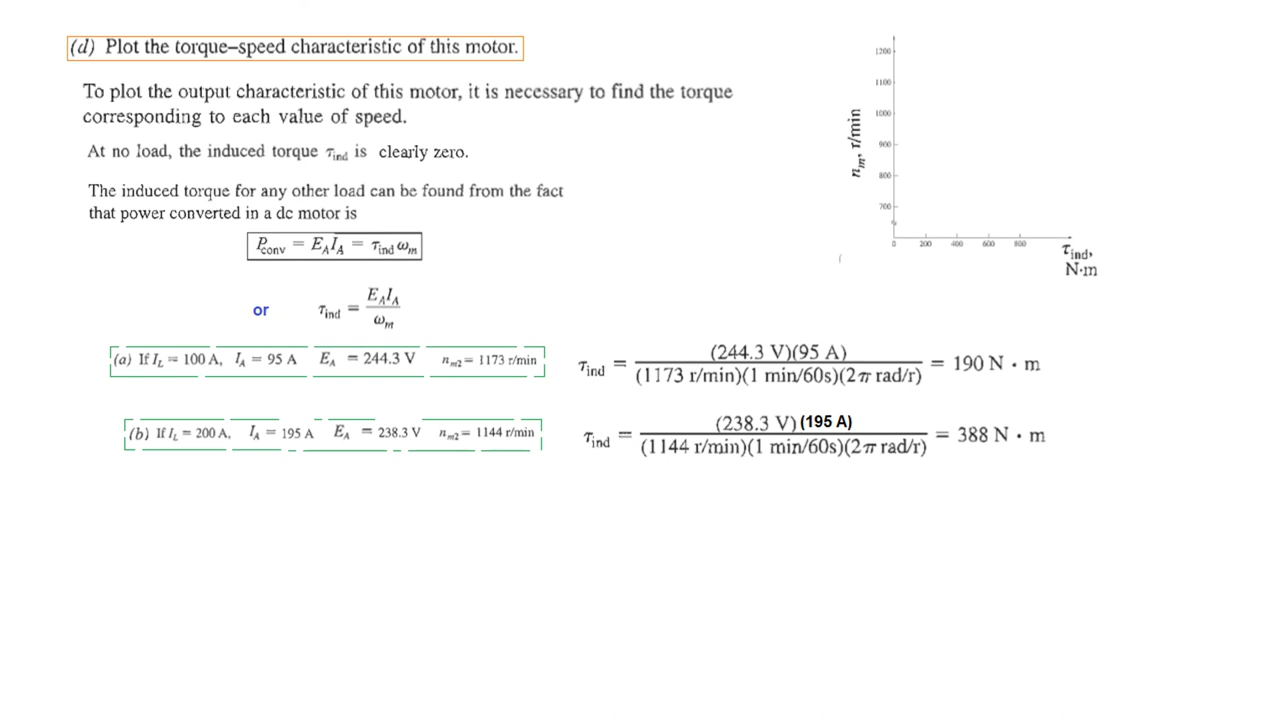 (d) Plot the torque–speed characteristic of this motor.
To plot the output characteristic of this motor, it is necessary to find the torque
corresponding to each value of speed.
At no load, the induced torque τind is clearly zero.
The induced torque for any other load can be found from the fact
that power converted in a dc motor is
Pconv = EAIA = τind ωm
or τind = EAIA / ωm
(a) If IL = 100 A, IA = 95 A EA = 244.3 V nm2 = 1173 r/min
τind = (244.3 V)(95 A) / (1173 r/min)(1 min/60s)(2π rad/r) = 190 N · m
(b) If IL = 200 A, IA = 195 A EA = 238.3 V nm2 = 1144 r/min
τind = (238.3 V) (195 A) / (1144 r/min)(1 min/60s)(2π rad/r) = 388 N · m
nm, r/min
1200
1100
1000
900
800
700
0 200 400 600 800
τind,
N·m